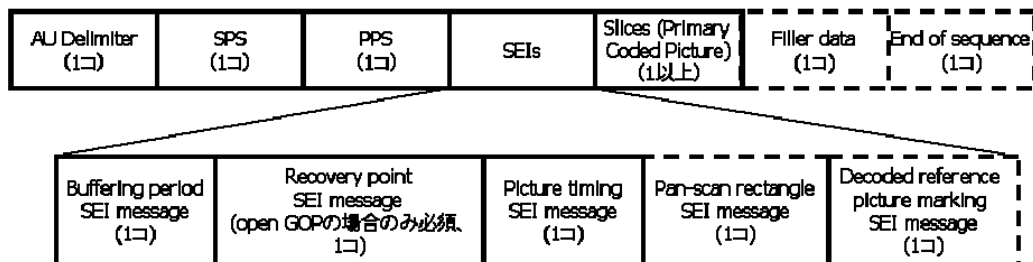 AU Delimiter
(1コ)
SPS
(1コ)
PPS
(1コ)
SEIs
Slices (Primary
Coded Picture)
(1以上)
Filler data
(1コ)
End of sequence
(1コ)
Buffering period
SEI message
(1コ)
Recovery point
SEI message
(open GOPの場合のみ必須、
1コ)
Picture timing
SEI message
(1コ)
Pan-scan rectangle
SEI message
(1コ)
Decoded reference
picture marking
SEI message
(1コ)